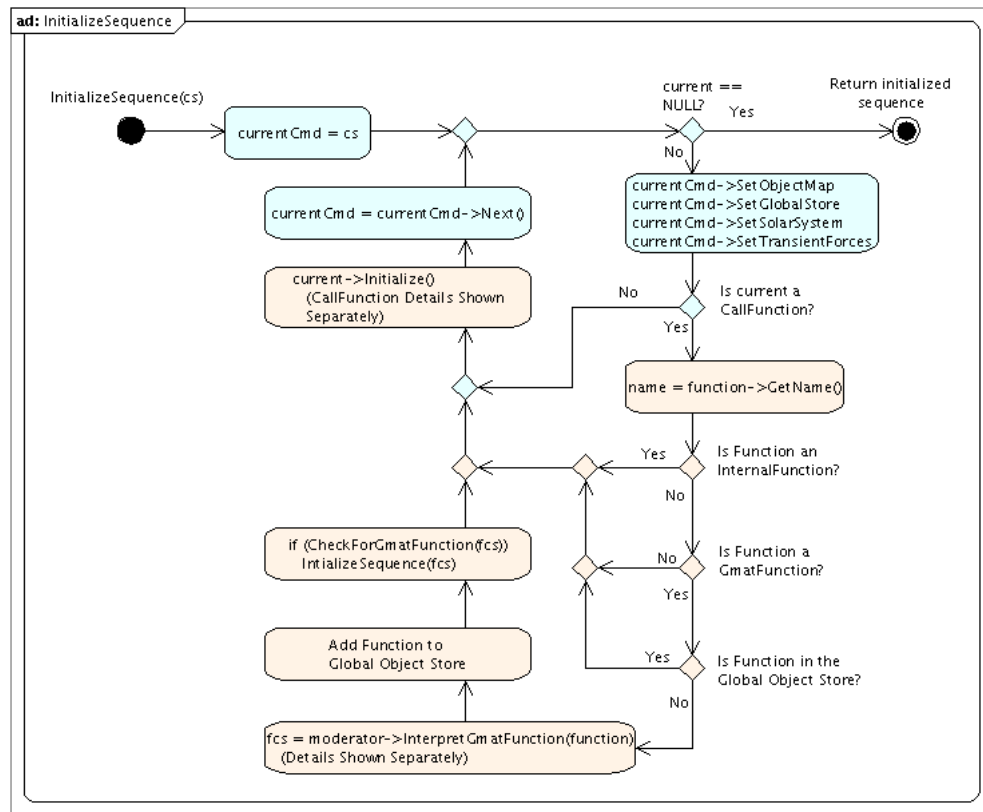 ad: InitializeSequence
InitializeSequence(cs)
currentCmd = cs
current ==
NULL?
Yes
Return initialized
sequence
No
currentCmd->SetObjectMap
currentCmd->SetGlobalStore
currentCmd->SetSolarSystem
currentCmd->SetTransientForces
currentCmd = currentCmd->Next()
current->Initialize()
(CallFunction Details Shown
Separately)
No
Is current a
CallFunction?
Yes
name = function->GetName()
Yes
Is Function an
InternalFunction?
No
if (CheckForGmatFunction(fcs))
IntializeSequence(fcs)
No
Is Function a
GmatFunction?
Yes
Add Function to
Global Object Store
Yes
Is Function in the
Global Object Store?
No
fcs = moderator->InterpretGmatFunction(function)
(Details Shown Separately)